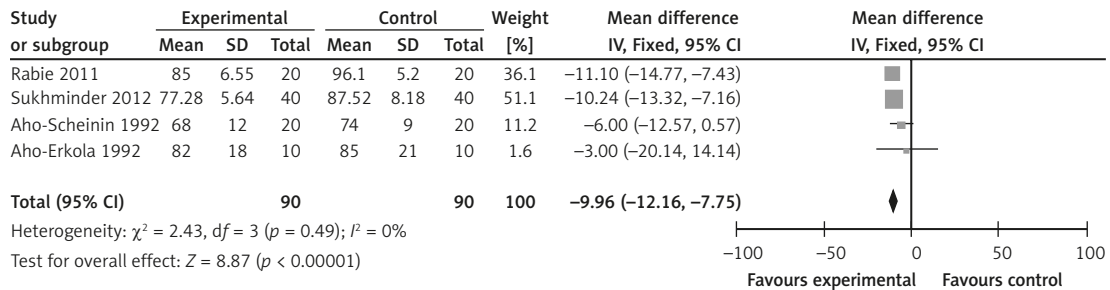 Study Experimental Control Weight Mean difference Mean difference
or subgroup Mean SD Total Mean SD Total [%] IV, Fixed, 95% CI IV, Fixed, 95% CI
Rabie 2011 85 6.55 20 96.1 5.2 20 36.1 −11.10 (−14.77, −7.43)
Sukhminder 2012 77.28 5.64 40 87.52 8.18 40 51.1 −10.24 (−13.32, −7.16)
Aho-Scheinin 1992 68 12 20 74 9 20 11.2 −6.00 (−12.57, 0.57)
Aho-Erkola 1992 82 18 10 85 21 10 1.6 −3.00 (−20.14, 14.14)
Total (95% CI) 90 90 100 −9.96 (−12.16, −7.75)
Heterogeneity: χ² = 2.43, df = 3 (p = 0.49); I² = 0%
Test for overall effect: Z = 8.87 (p < 0.00001)
−100 −50 0 50 100
Favours experimental Favours control